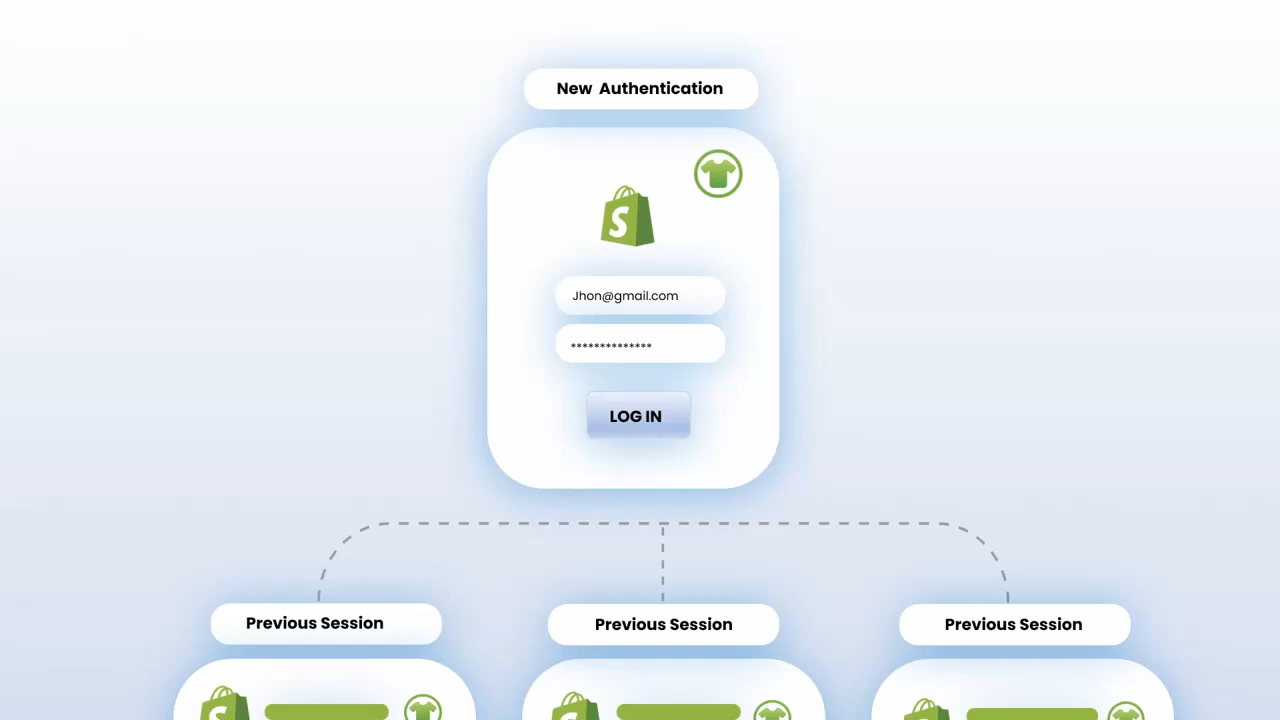 New Authentication
S
Jhon@gmail.com
**************
LOG IN
Previous Session Previous Session Previous Session